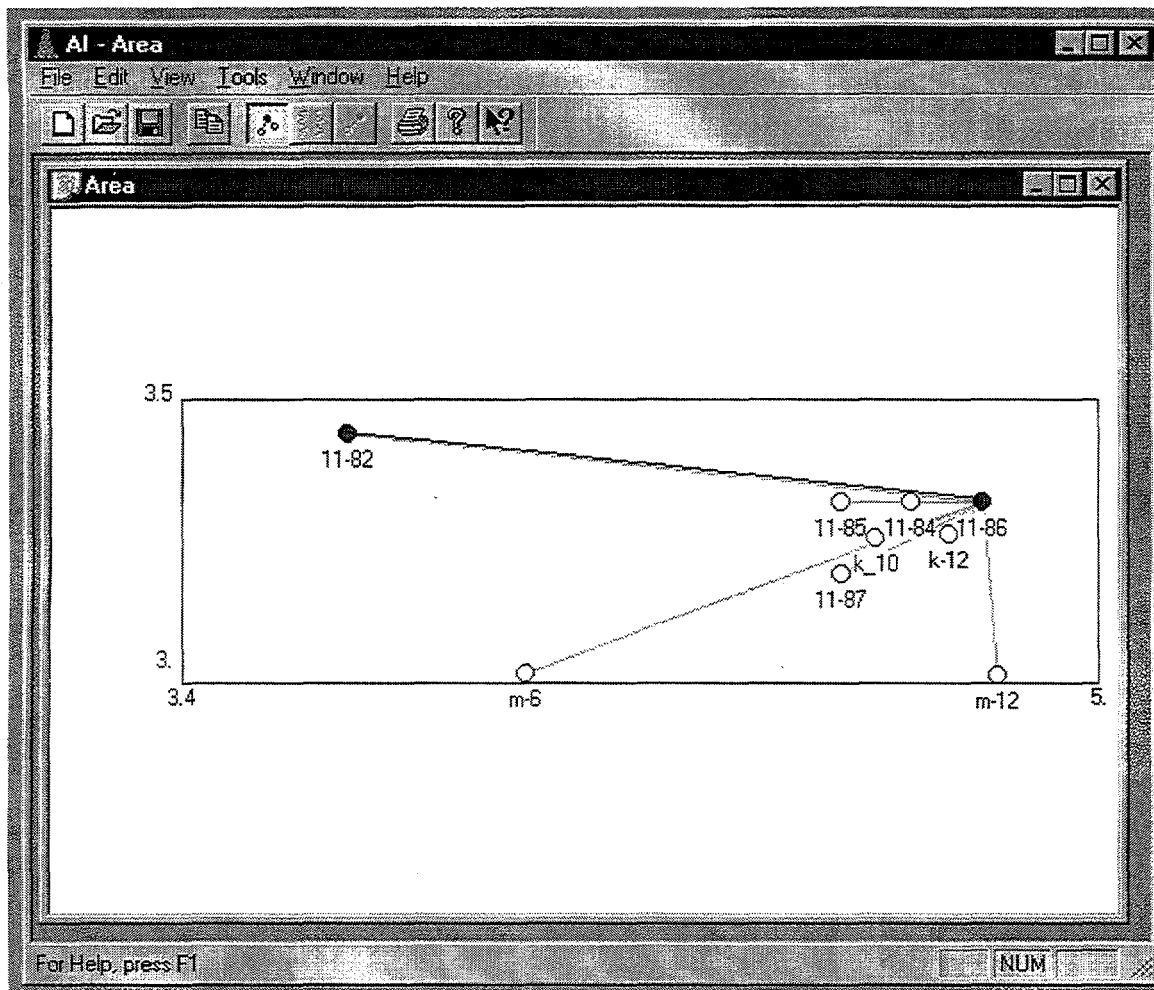 AI - Area
File Edit View Tools Window Help
Area
3.5
11-82
11-85 11-84 11-86
k_10 k-12
11-87
3.
3.4 m-6 m-12 5.
For Help, press F1 NUM